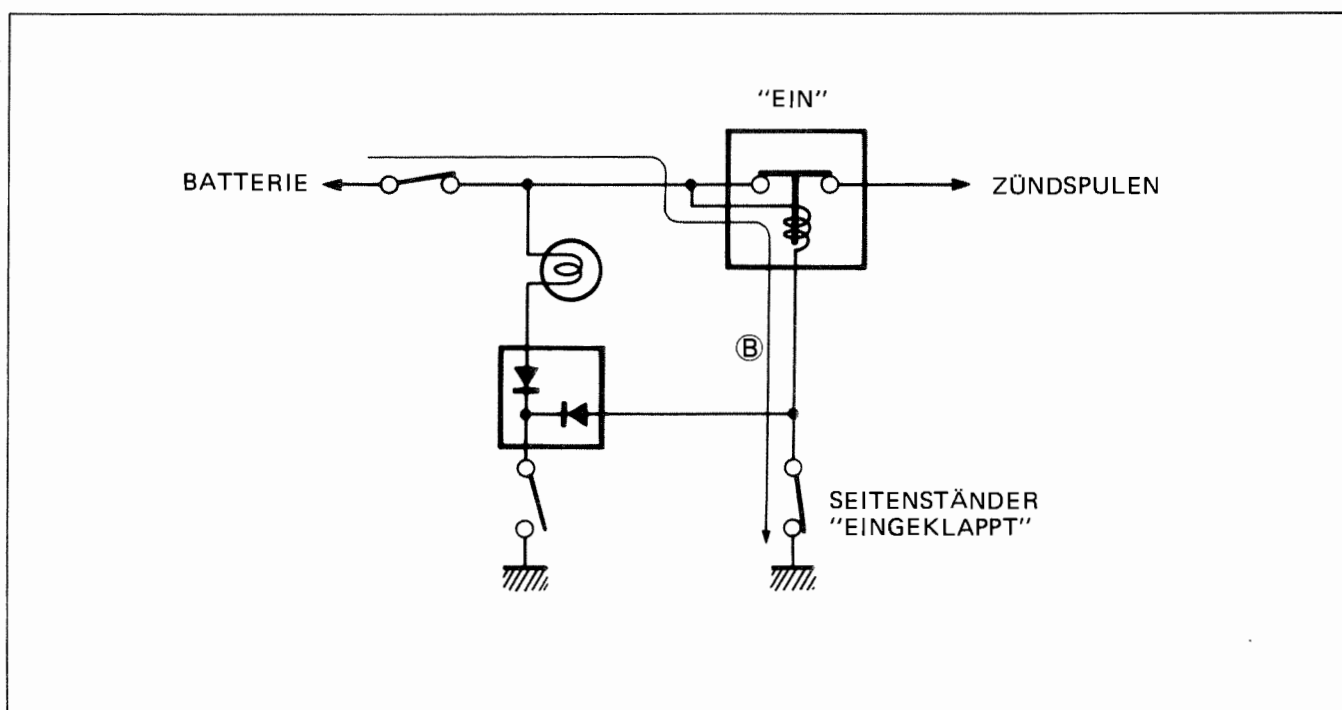 "EIN"
BATTERIE
ZÜNDSPULEN
Ⓑ
SEITENSTÄNDER
"EINGEKLAPPT"